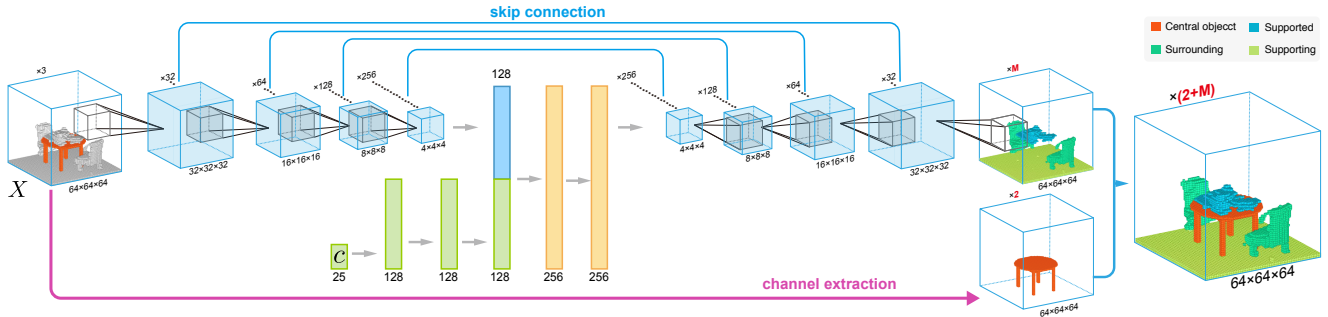 skip connection
Central objecct
Supported
Surrounding
Supporting
×3
×32
×64
×128
×256
128
×256
×128
×64
×32
×M
×(2+M)
64×64×64
X
32×32×32
16×16×16
8×8×8
4×4×4
4×4×4
8×8×8
16×16×16
32×32×32
64×64×64
×2
c
25
128
128
128
256
256
channel extraction
64×64×64
64×64×64